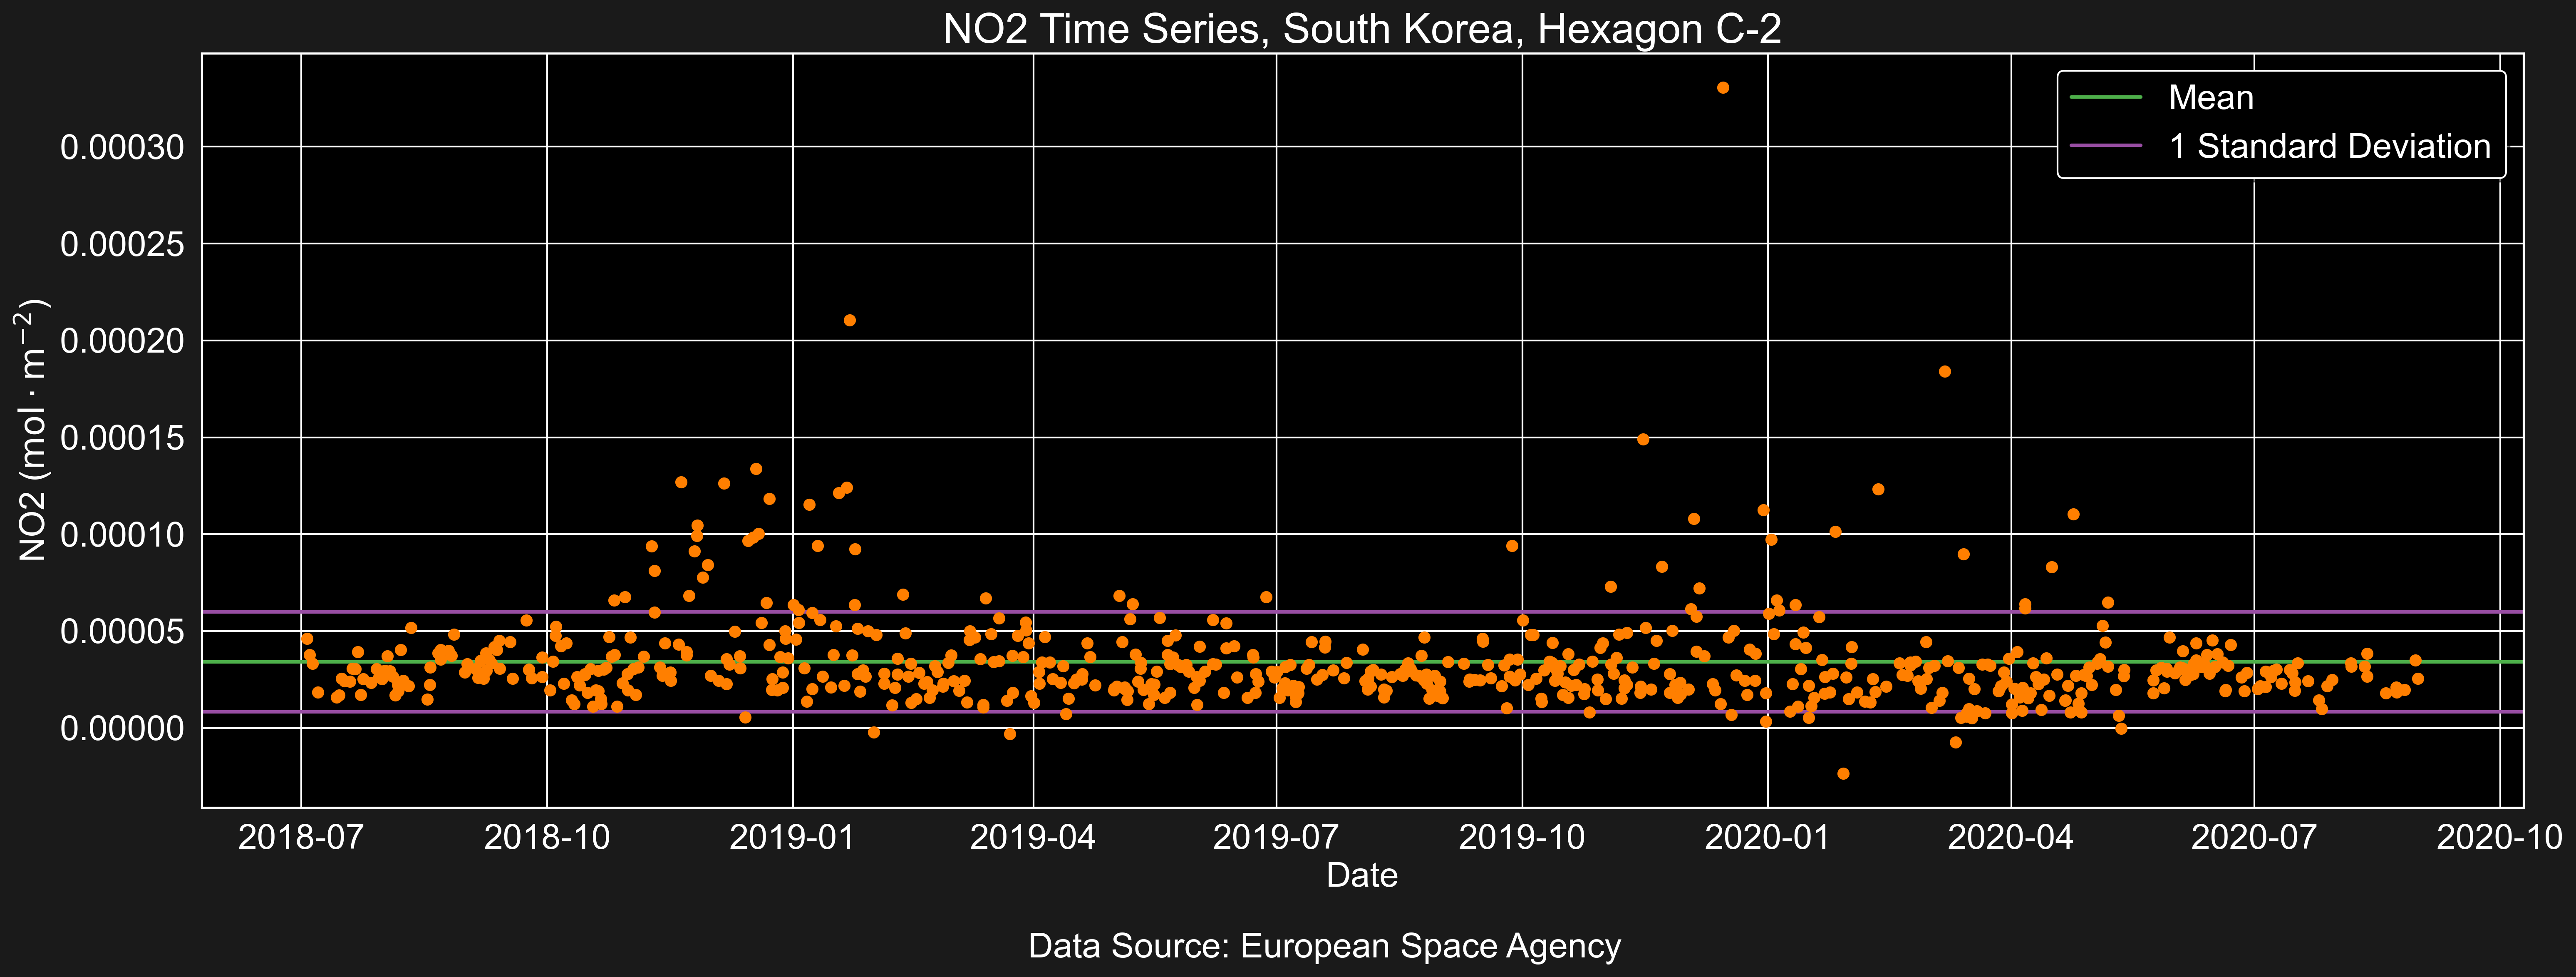 NO2 Time Series, South Korea, Hexagon C-2
Mean
1 Standard Deviation
NO2 (mol · m⁻²)
0.00030
0.00025
0.00020
0.00015
0.00010
0.00005
0.00000
2018-07 2018-10 2019-01 2019-04 2019-07 2019-10 2020-01 2020-04 2020-07 2020-10
Date
Data Source: European Space Agency